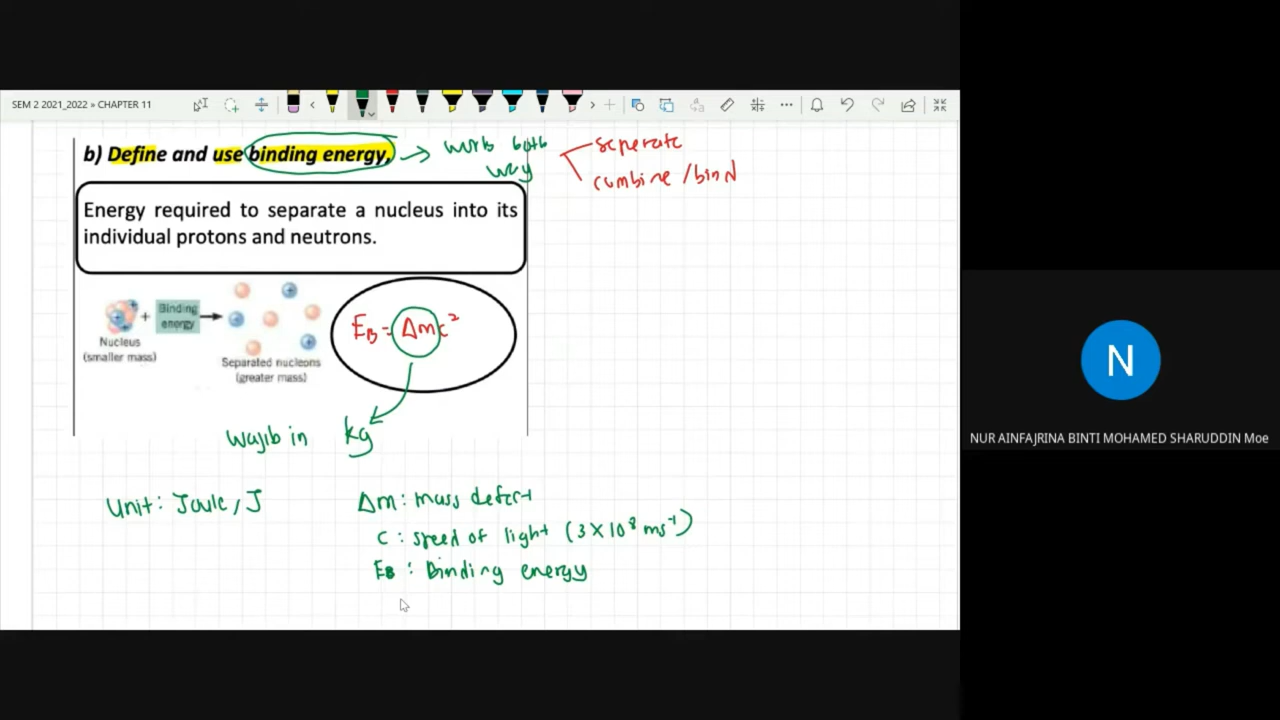 SEM 2 2021_2022 » CHAPTER 11
b) Define and use binding energy, → works both way
seperate
combine / bind
Energy required to separate a nucleus into its
individual protons and neutrons.
Nucleus
(smaller mass)
+
Binding
energy
Separated nucleons
(greater mass)
E_B = Δmc²
wajib in kg
Unit: Joule, J
Δm : mass defect
c : speed of light (3 × 10⁸ ms⁻¹)
E_B : Binding energy
N
NUR AINFAJRINA BINTI MOHAMED SHARUDDIN Moe